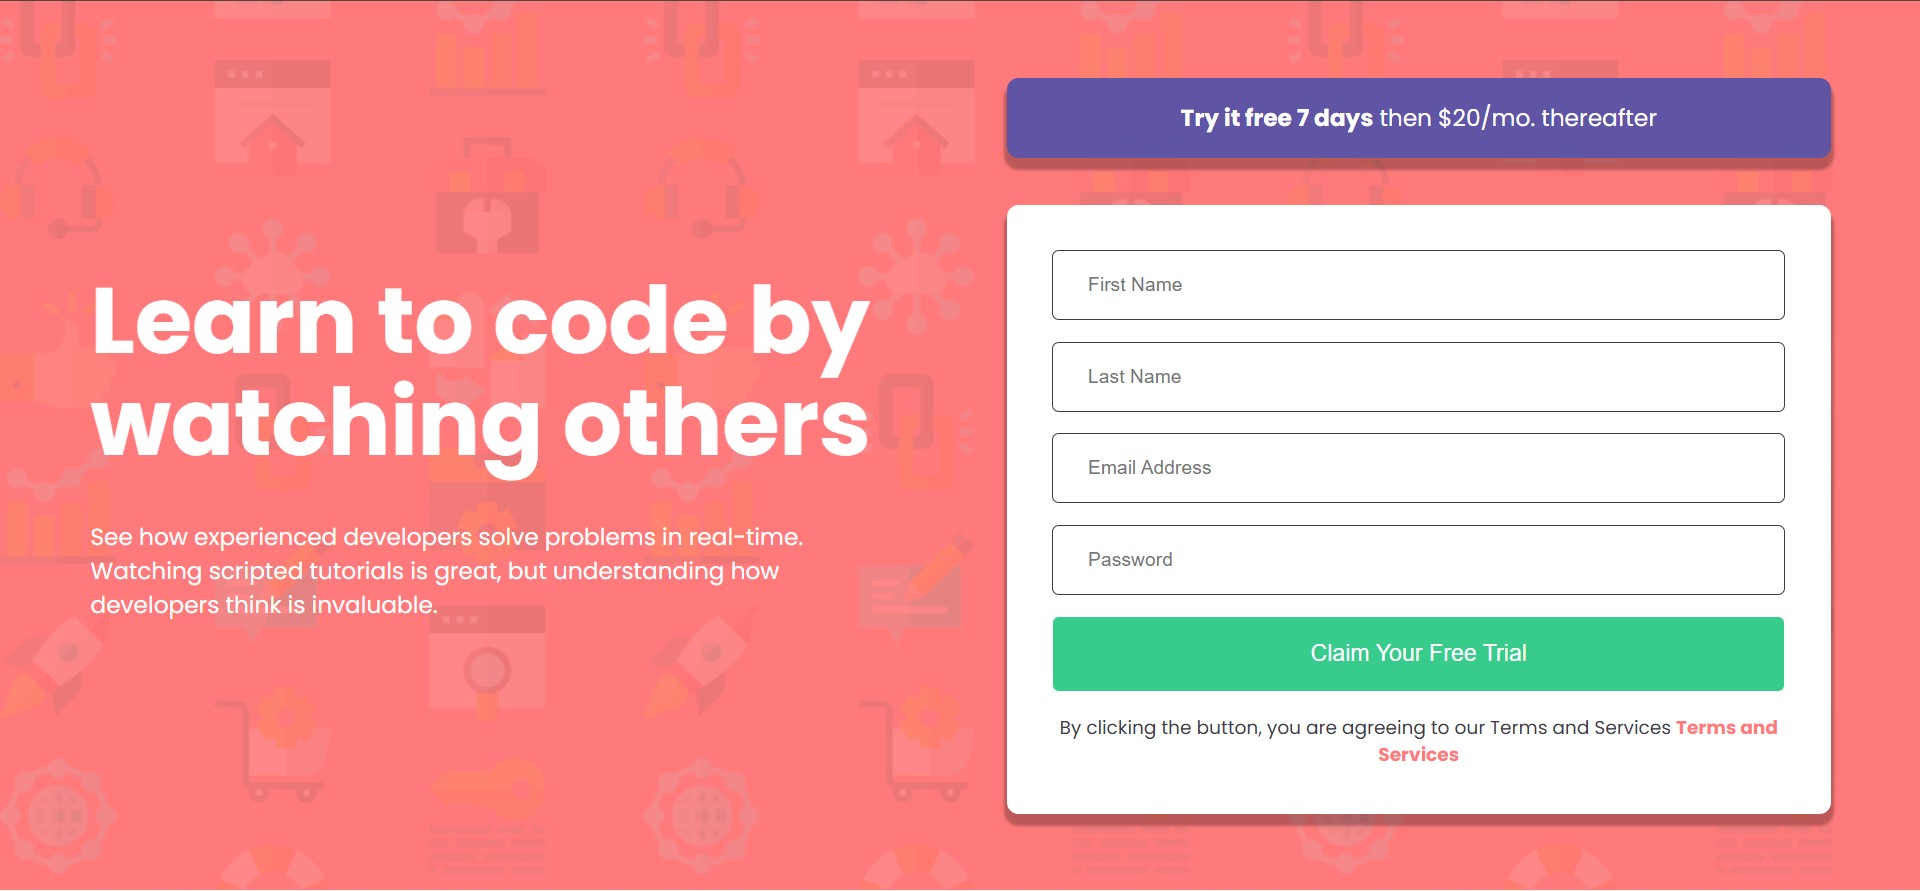 Learn to code by
watching others
See how experienced developers solve problems in real-time.
Watching scripted tutorials is great, but understanding how
developers think is invaluable.
Try it free 7 days then $20/mo. thereafter
First Name
Last Name
Email Address
Password
Claim Your Free Trial
By clicking the button, you are agreeing to our Terms and Services Terms and
Services